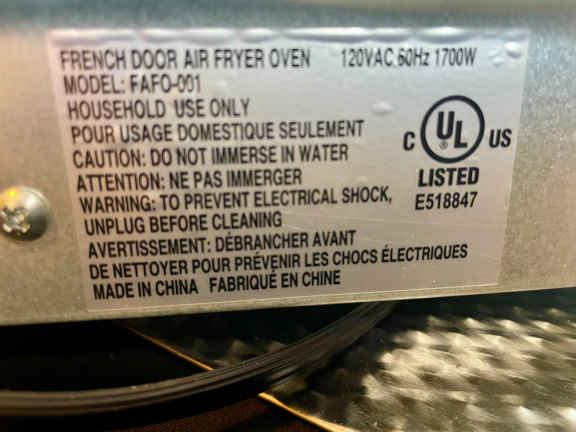 FRENCH DOOR AIR FRYER OVEN 120VAC 60Hz 1700W
MODEL: FAFO-001
HOUSEHOLD USE ONLY
POUR USAGE DOMESTIQUE SEULEMENT
CAUTION: DO NOT IMMERSE IN WATER
ATTENTION: NE PAS IMMERGER
WARNING: TO PREVENT ELECTRICAL SHOCK,
UNPLUG BEFORE CLEANING
AVERTISSEMENT: DÉBRANCHER AVANT
DE NETTOYER POUR PRÉVENIR LES CHOCS ÉLECTRIQUES
MADE IN CHINA FABRIQUÉ EN CHINE
C UL ® US
LISTED
E518847